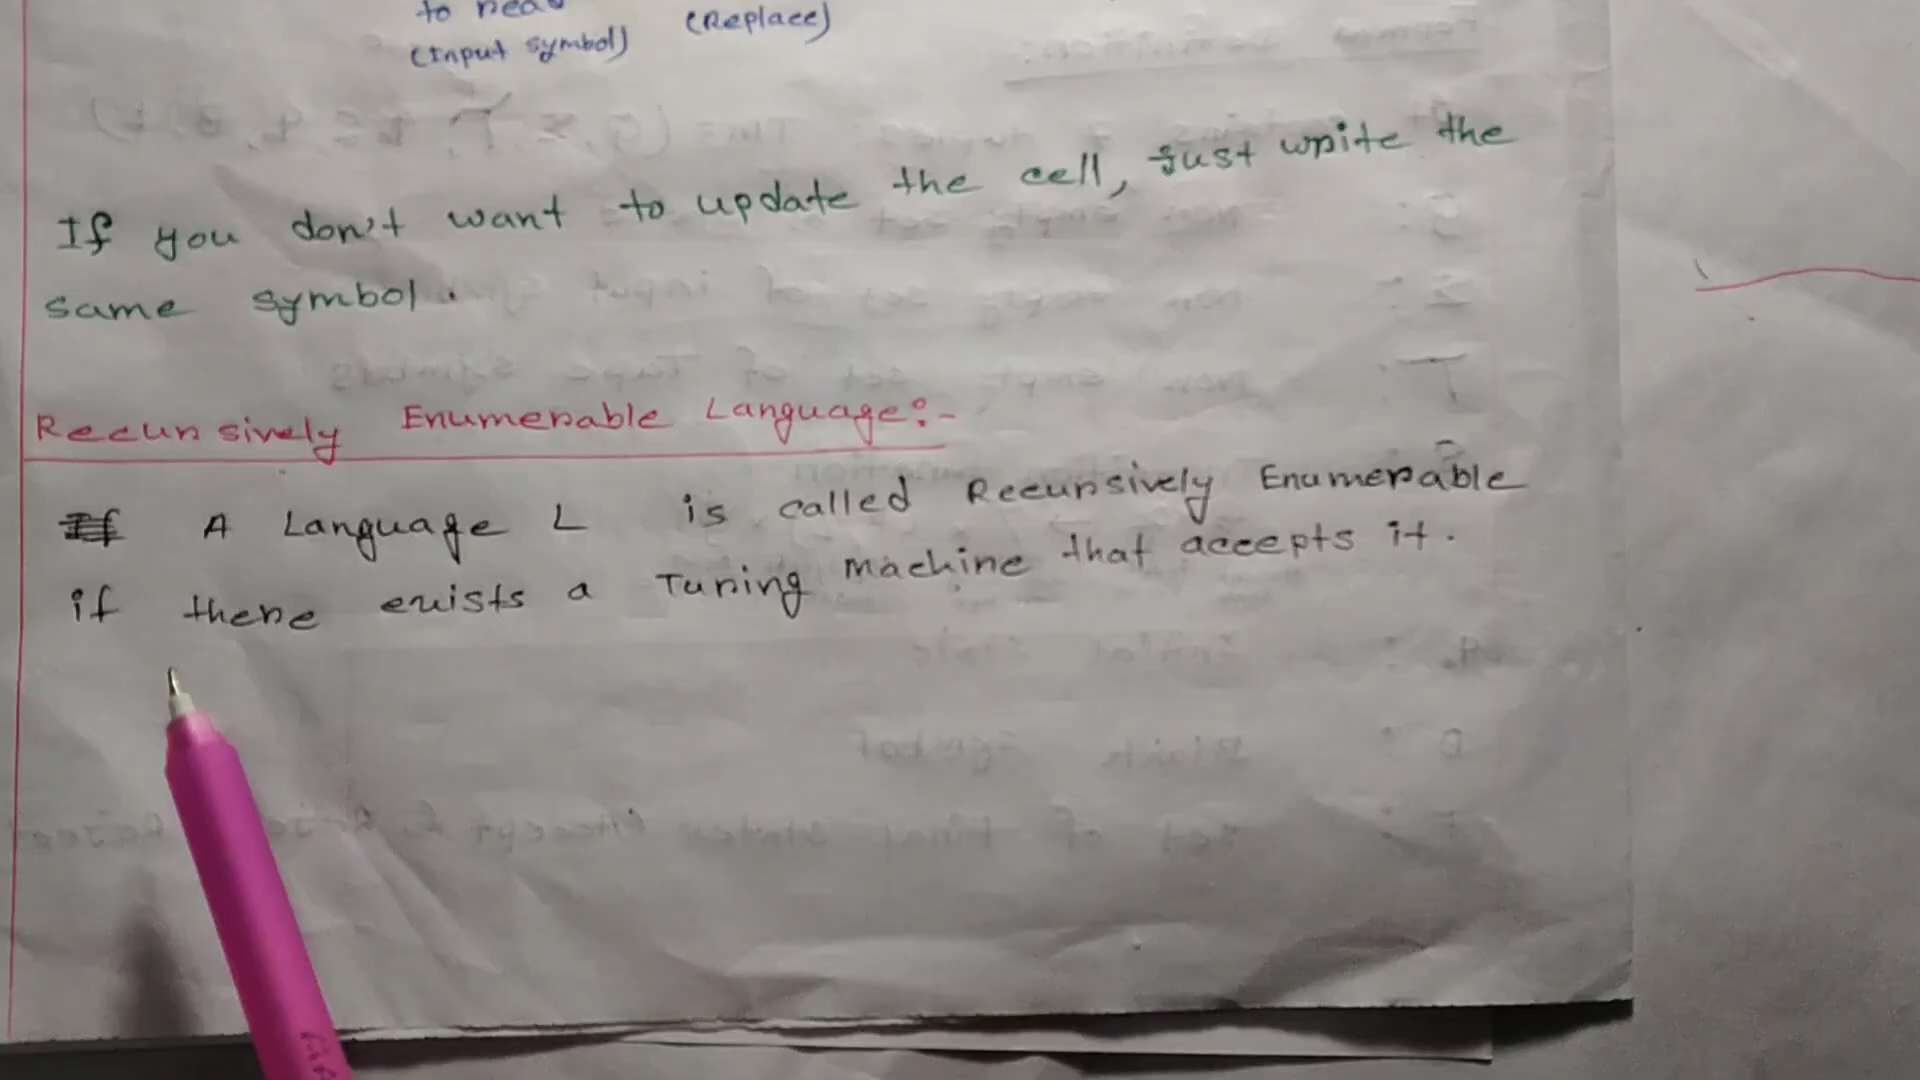 to read
(Input symbol) (Replace)
If you don't want to update the cell, just write the
same symbol.
Recursively Enumerable Language:-
A Language L is called Recursively Enumerable
if there exists a Turing Machine that accepts it.